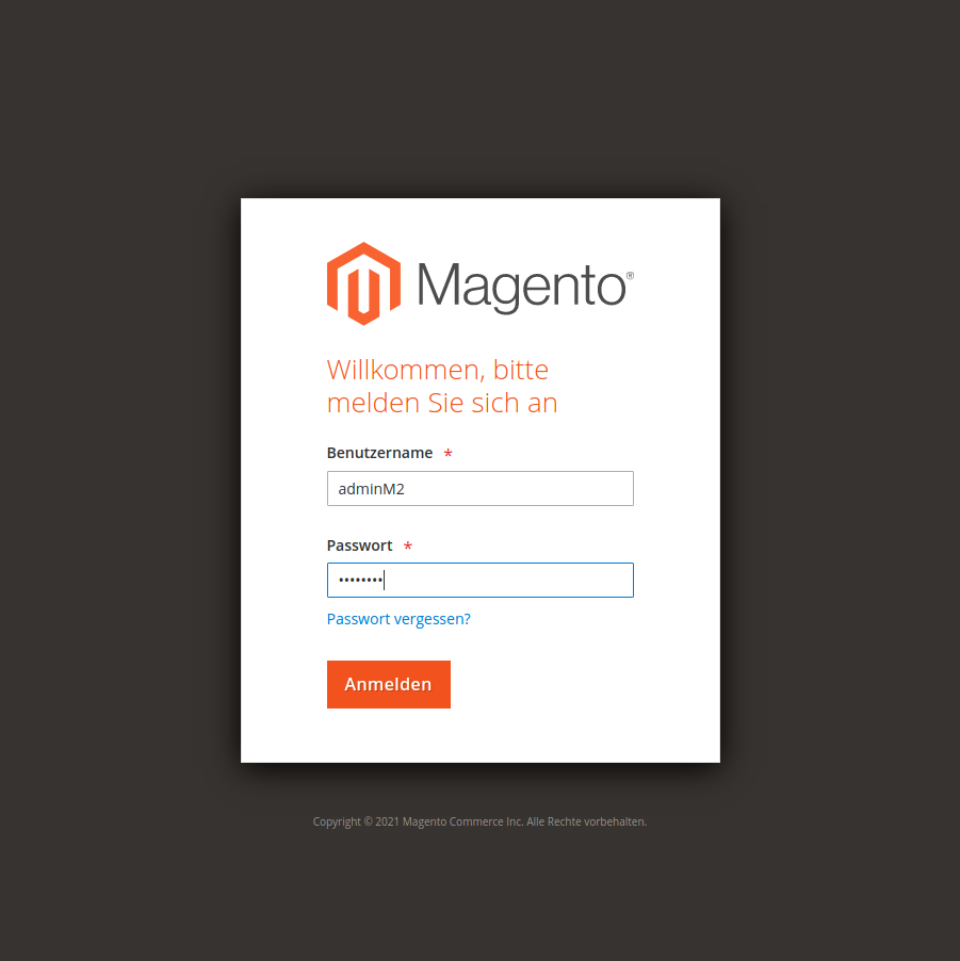 Magento®
Willkommen, bitte
melden Sie sich an
Benutzername *
adminM2
Passwort *
••••••••
Passwort vergessen?
Anmelden
Copyright © 2021 Magento Commerce Inc. Alle Rechte vorbehalten.